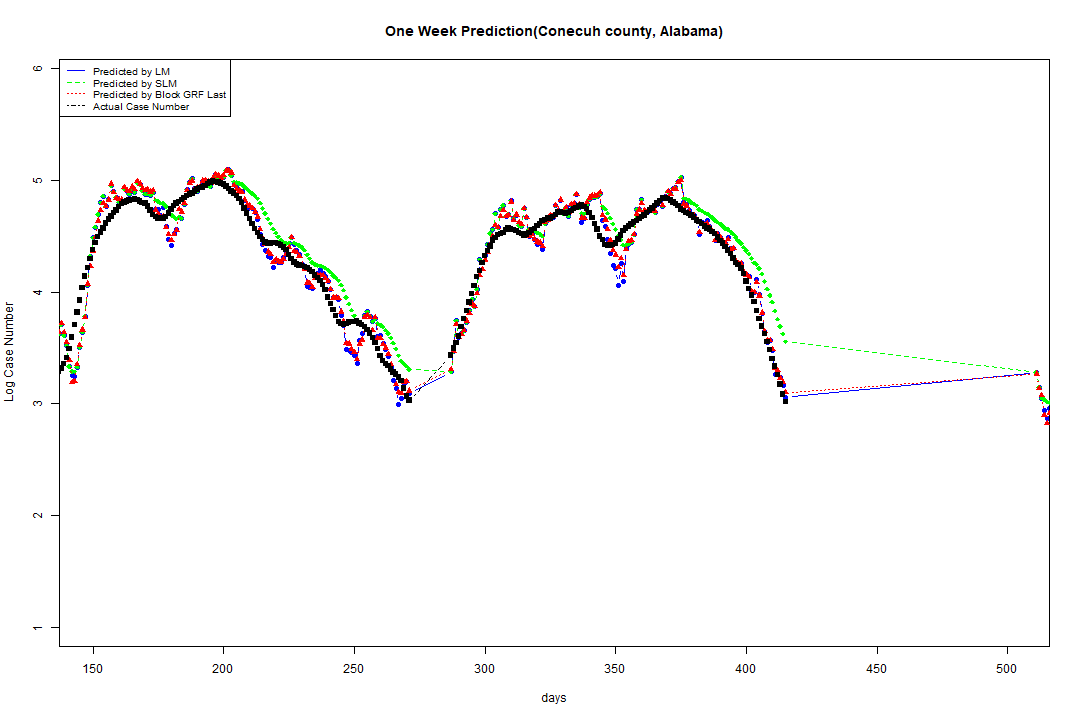 One Week Prediction(Conecuh county, Alabama)
Predicted by LM
Predicted by SLM
Predicted by Block GRF Last
Actual Case Number
6
5
4
3
2
1
Log Case Number
150 200 250 300 350 400 450 500
days